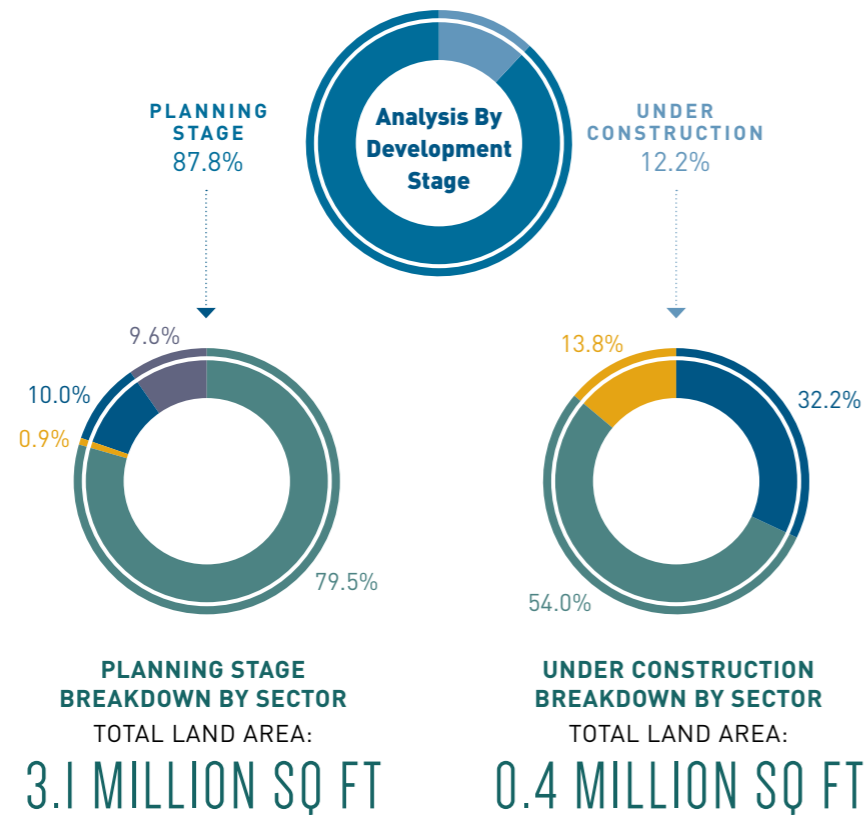 Analysis By
Development
Stage
PLANNING
STAGE
87.8%
UNDER
CONSTRUCTION
12.2%
9.6%
10.0%
0.9%
79.5%
13.8%
32.2%
54.0%
PLANNING STAGE
BREAKDOWN BY SECTOR
TOTAL LAND AREA:
3.1 MILLION SQ FT
UNDER CONSTRUCTION
BREAKDOWN BY SECTOR
TOTAL LAND AREA:
0.4 MILLION SQ FT